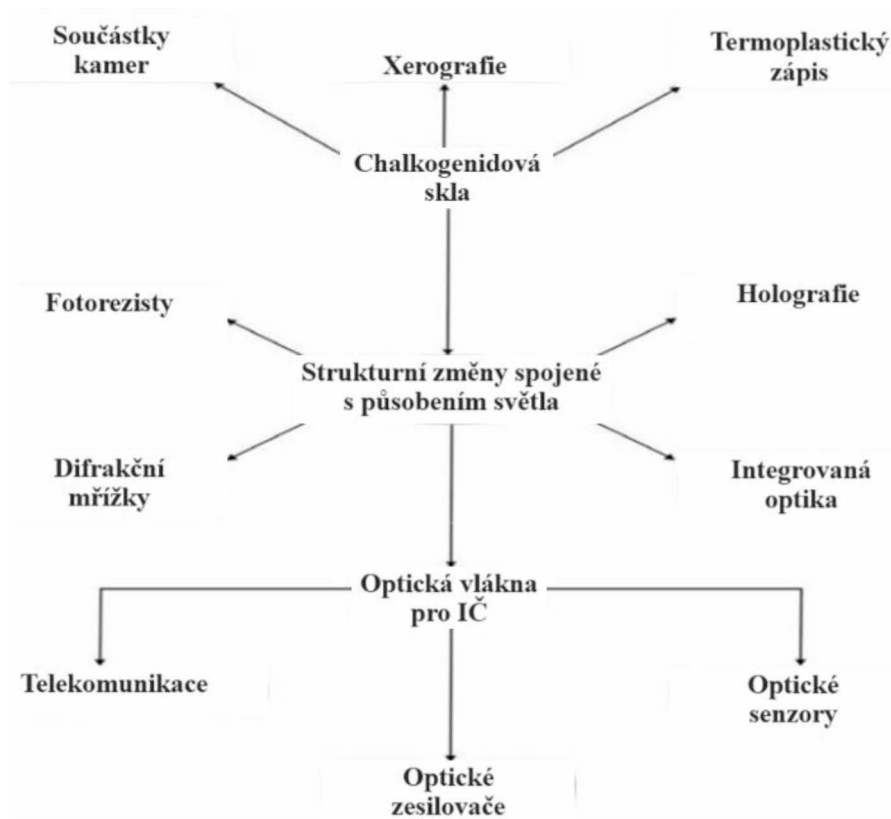 Součástky
kamer
Xerografie
Termoplastický
zápis
Chalkogenidová
skla
Fotorezisty
Holografie
Strukturní změny spojené
s působením světla
Difrakční
mřížky
Integrovaná
optika
Optická vlákna
pro IČ
Telekomunikace
Optické
senzory
Optické
zesilovače